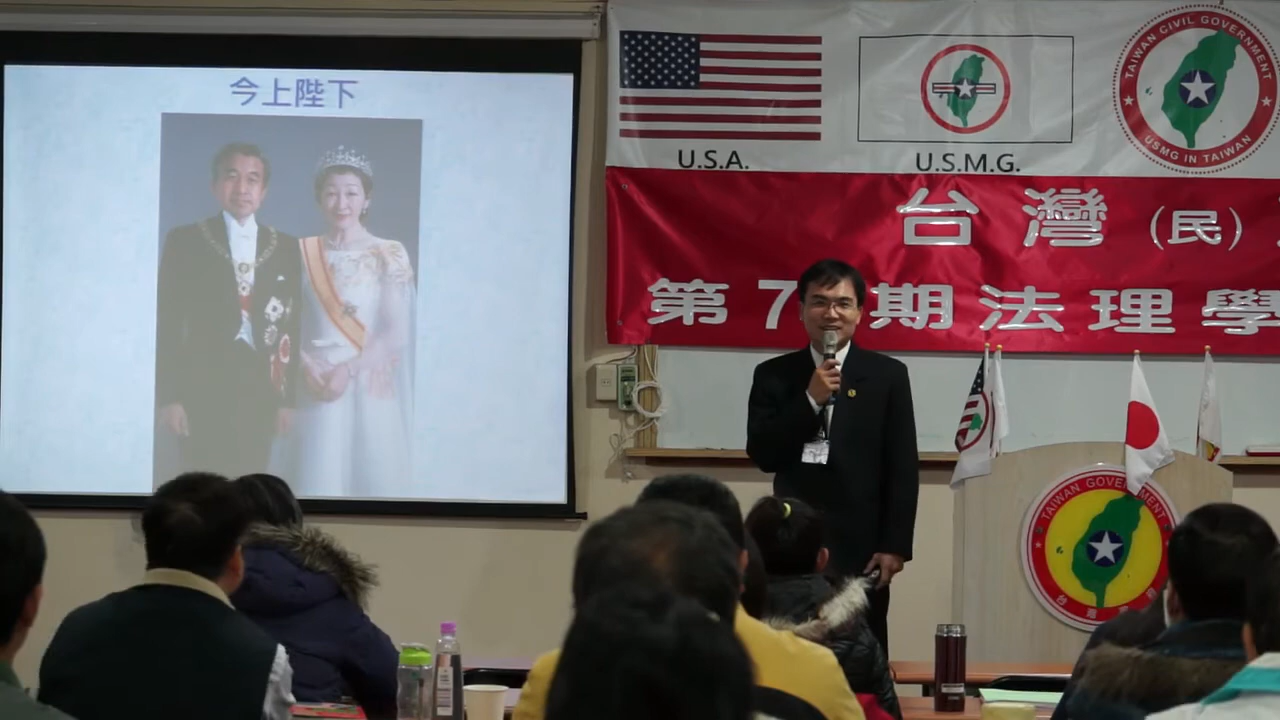 今上陛下
U.S.A.
U.S.M.G.
TAIWAN CIVIL GOVERNMENT
USMG IN TAIWAN
台灣(民)
第7 期法理學
TAIWAN GOVERNMENT